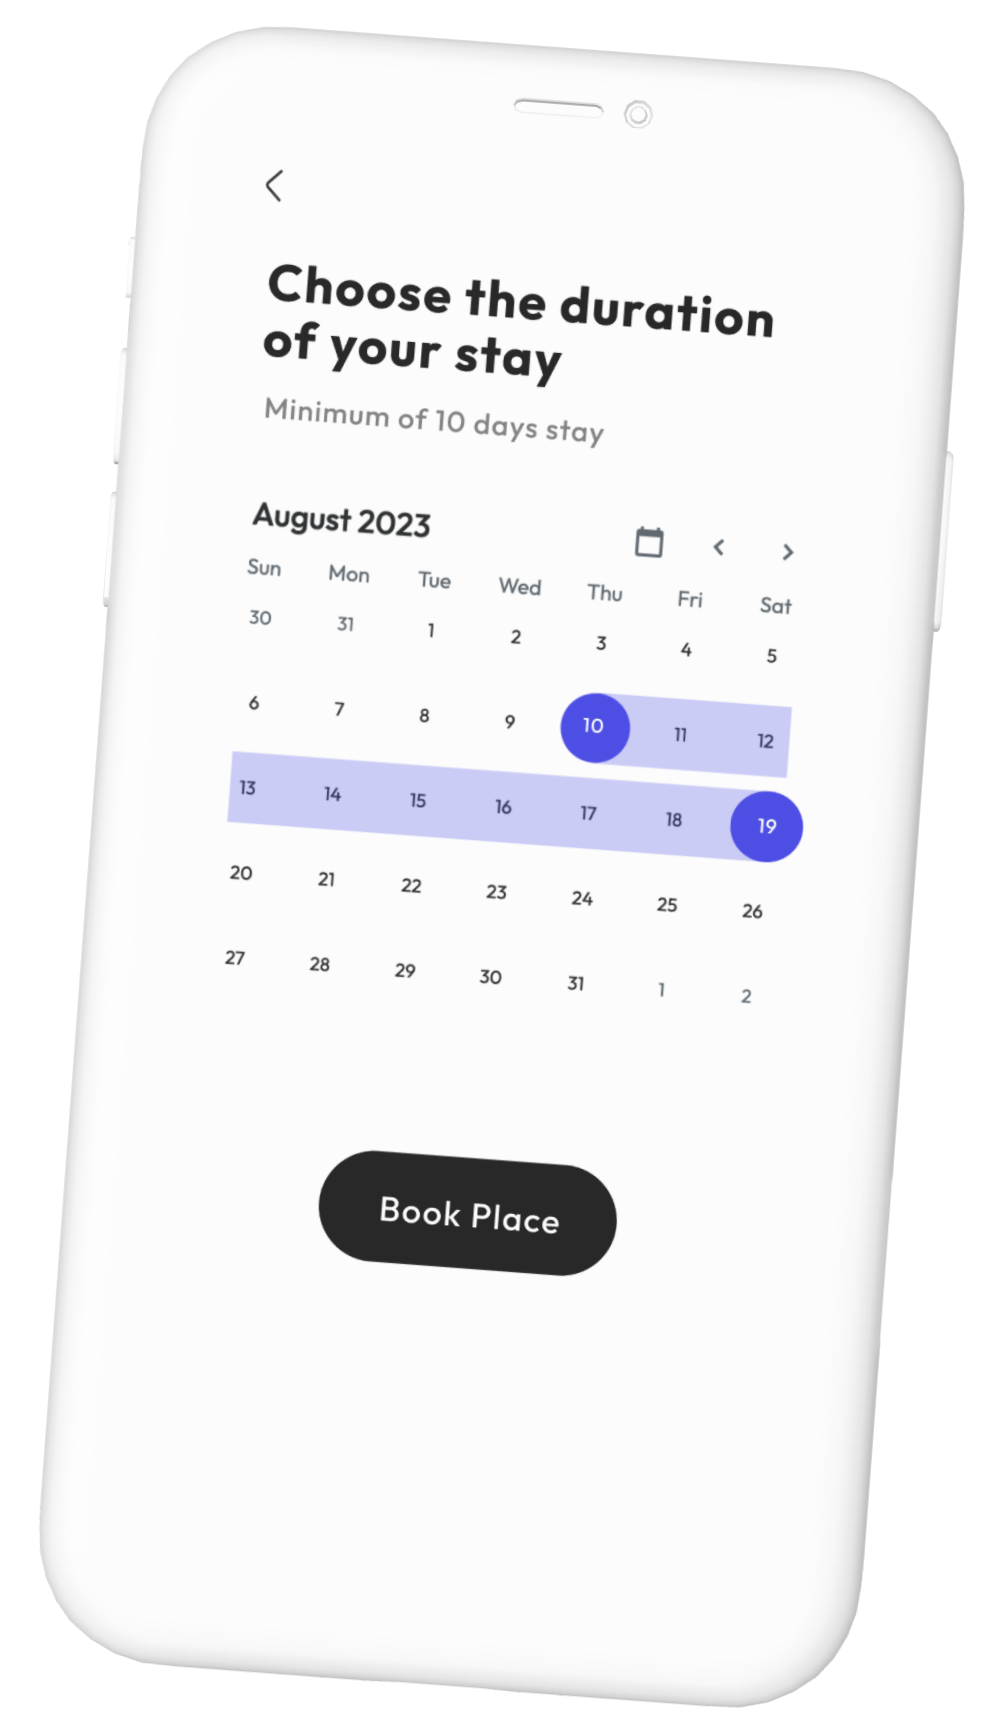 Choose the duration
of your stay
Minimum of 10 days stay
August 2023
Sun Mon Tue Wed Thu Fri Sat
30 31 1 2 3 4 5
6 7 8 9 10 11 12
13 14 15 16 17 18 19
20 21 22 23 24 25 26
27 28 29 30 31 1 2
Book Place